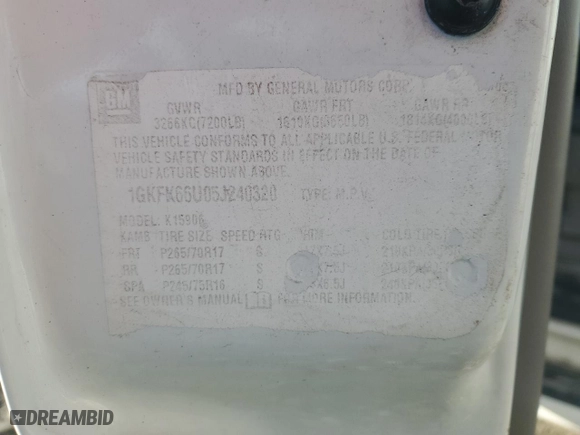 GM
MFD BY GENERAL MOTORS CORP
GVWR GAWR FRT GAWR RR
3266KG(7200LB)
THIS VEHICLE CONFORMS TO ALL APPLICABLE U.S. FEDERAL MOTOR
VEHICLE SAFETY STANDARDS IN EFFECT ON THE DATE OF
MANUFACTURE SHOWN ABOVE.
1GKFK66U05J240320 TYPE: M.P.V.
MODEL: K15906
TIRE SIZE SPEED RTG RIM COLD TIRE
FRT P265/70R17 S
RR P265/70R17 S
SPA P245/75R16 S
SEE OWNER'S MANUAL FOR MORE INFORMATION.
DREAMBID